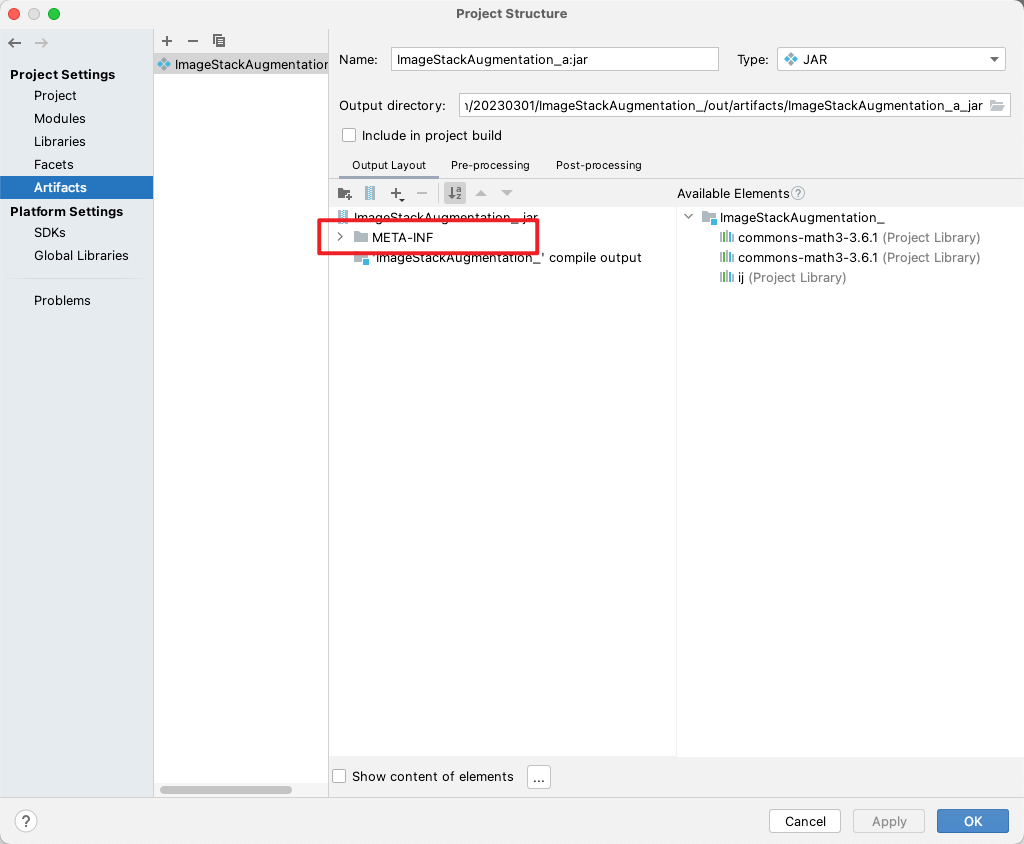 Project Structure
Project Settings
Project
Modules
Libraries
Facets
Artifacts
Platform Settings
SDKs
Global Libraries
Problems
ImageStackAugmentation
Name: ImageStackAugmentation_a:jar
Type: JAR
Output directory: /20230301/ImageStackAugmentation_/out/artifacts/ImageStackAugmentation_a_jar
Include in project build
Output Layout Pre-processing Post-processing
Available Elements ?
ImageStackAugmentation_.jar
META-INF
'ImageStackAugmentation_' compile output
ImageStackAugmentation_
commons-math3-3.6.1 (Project Library)
commons-math3-3.6.1 (Project Library)
ij (Project Library)
Show content of elements ...
? Cancel Apply OK